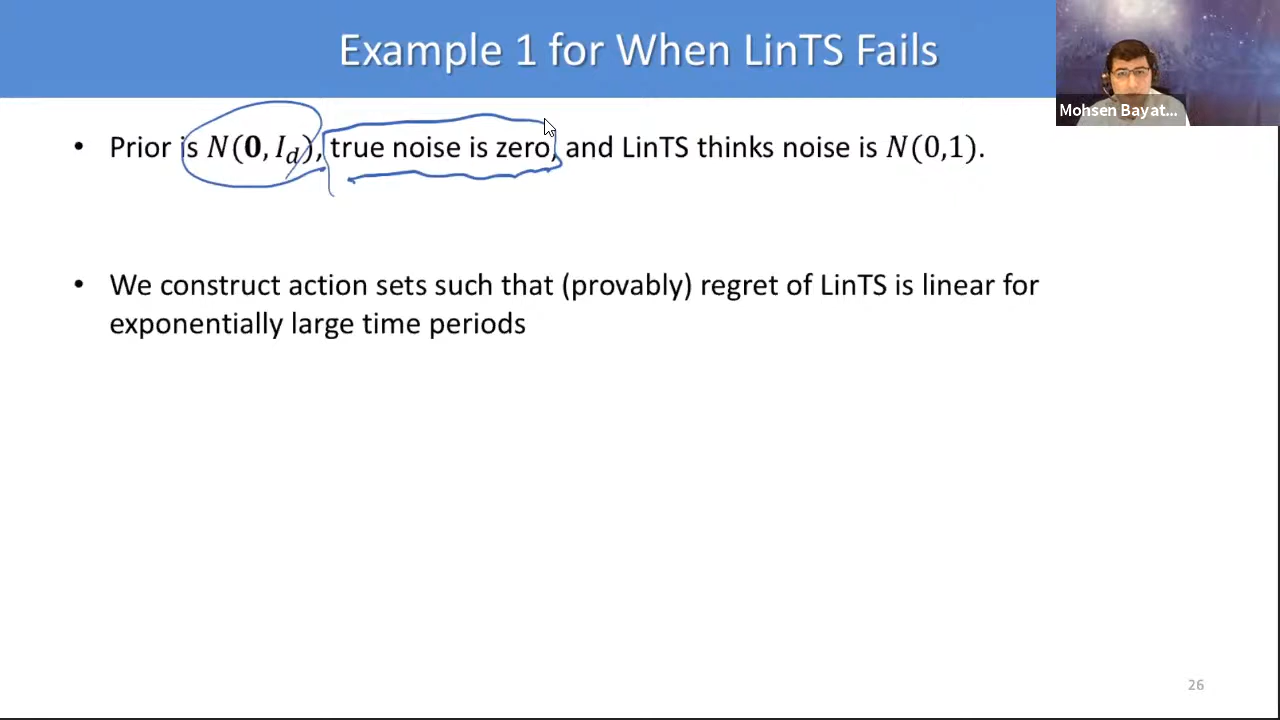 Example 1 for When LinTS Fails
Mohsen Bayat...
• Prior is N(0, I_d), true noise is zero, and LinTS thinks noise is N(0,1).
• We construct action sets such that (provably) regret of LinTS is linear for
exponentially large time periods
26